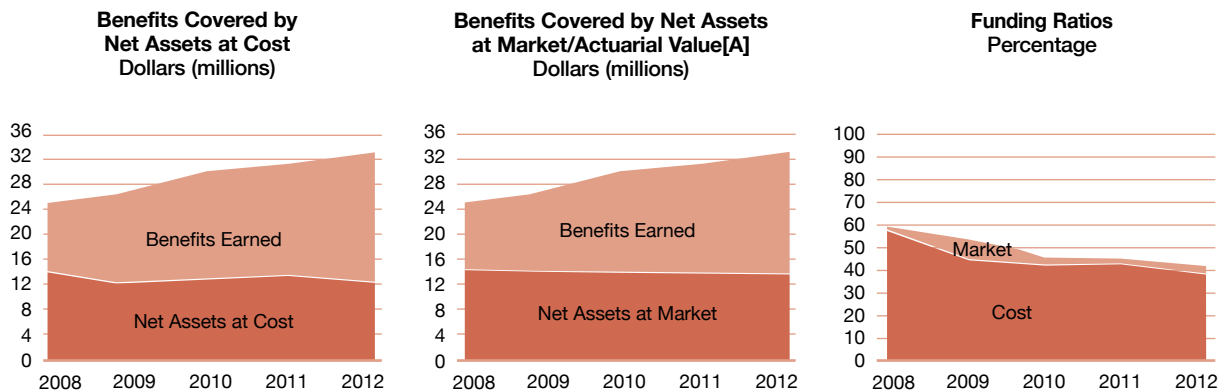 Benefits Covered by
Net Assets at Cost
Dollars (millions)
36
32
28
24
20
16
12
8
4
0
Benefits Earned
Net Assets at Cost
2008 2009 2010 2011 2012
Benefits Covered by Net Assets
at Market/Actuarial Value[A]
Dollars (millions)
36
32
28
24
20
16
12
8
4
0
Benefits Earned
Net Assets at Market
2008 2009 2010 2011 2012
Funding Ratios
Percentage
100
90
80
70
60
50
40
30
20
10
0
Market
Cost
2008 2009 2010 2011 2012